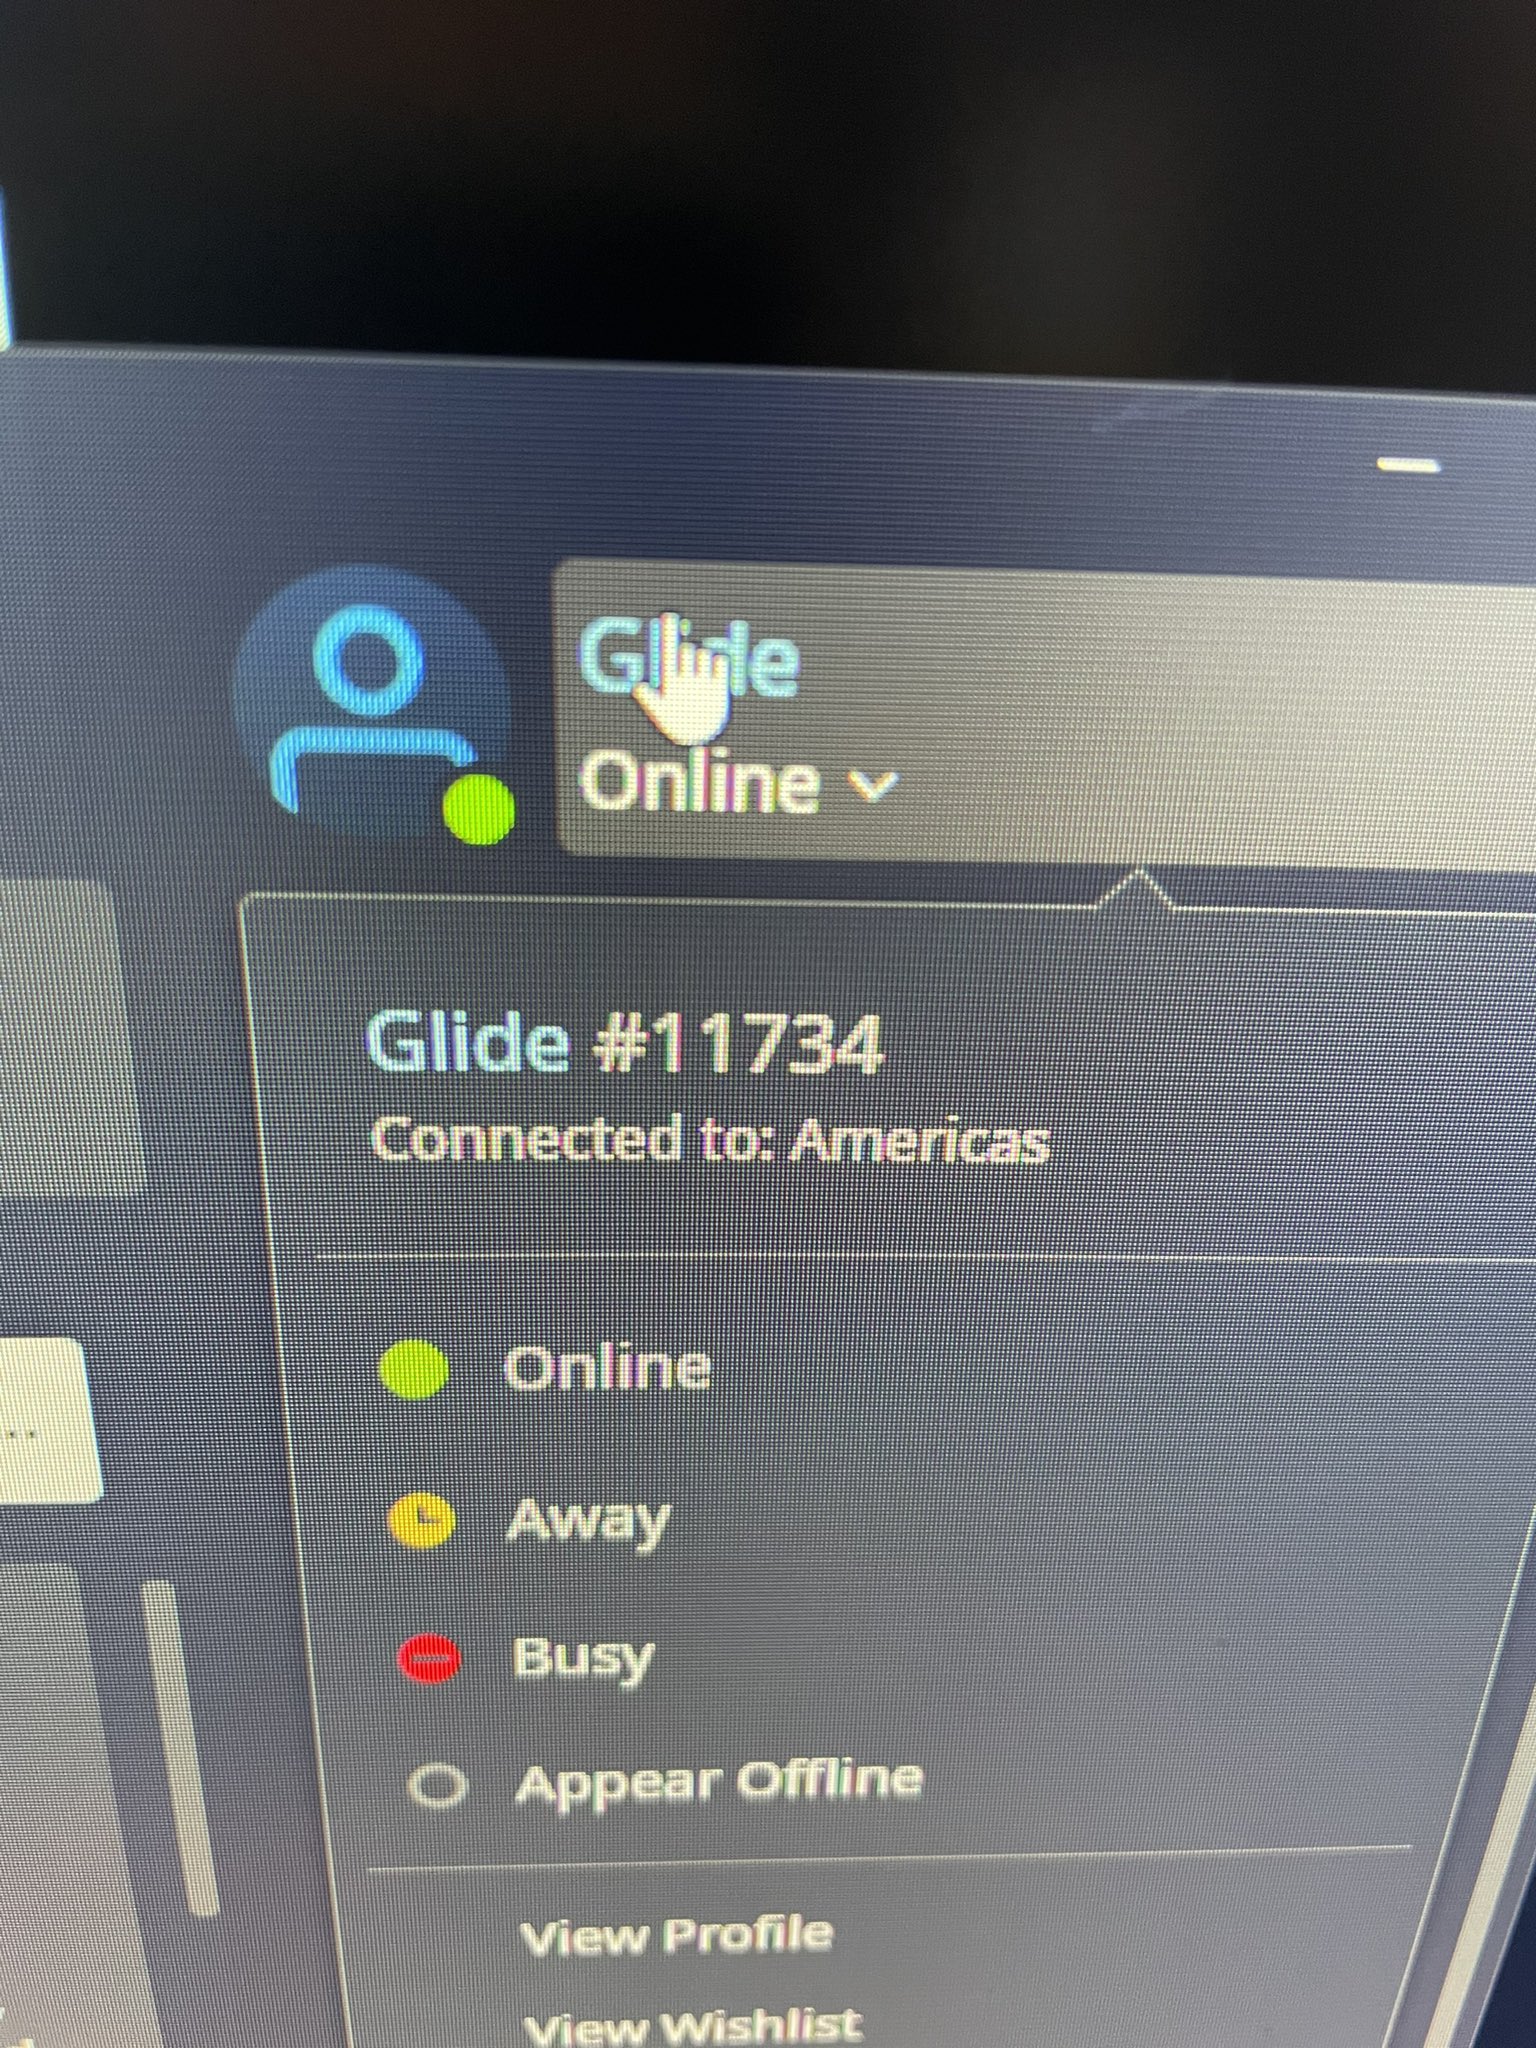 Glide
Online
Glide #11734
Connected to: Americas
Online
Away
Busy
Appear Offline
View Profile
View Wishlist